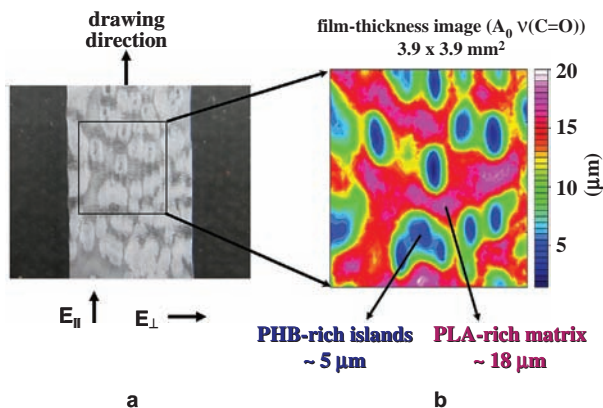 drawing
direction
E∥
E⊥
a
film-thickness image (A₀ ν(C=O))
3.9 x 3.9 mm²
20
15
10
5
(μm)
PHB-rich islands
~ 5 μm
PLA-rich matrix
~ 18 μm
b